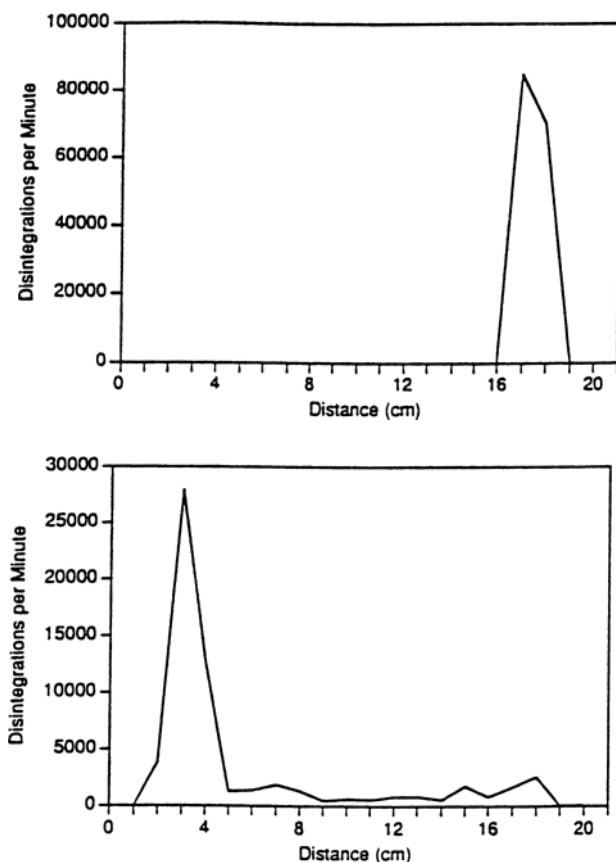 Disintegrations per Minute
100000
80000
60000
40000
20000
0
0 4 8 12 16 20
Distance (cm)
Disintegrations per Minute
30000
25000
20000
15000
10000
5000
0
0 4 8 12 16 20
Distance (cm)